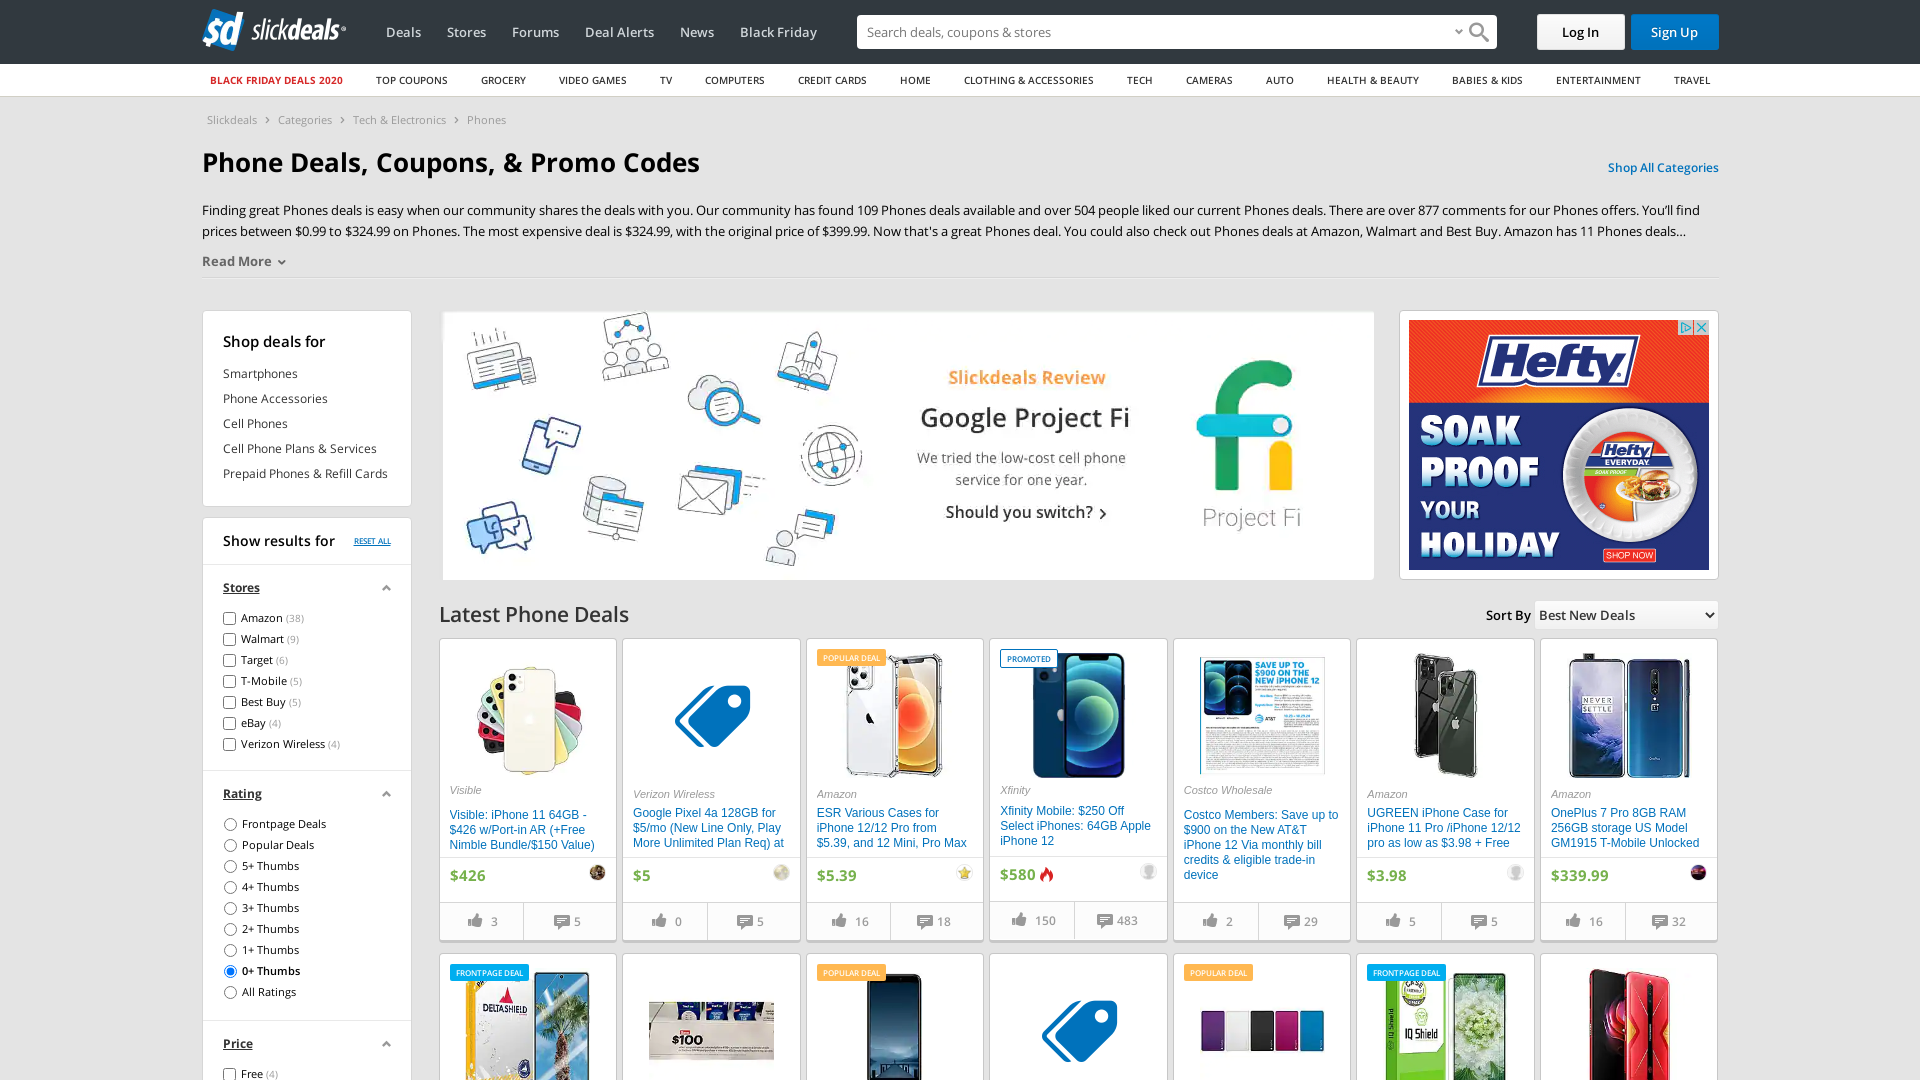 sd slickdeals
Deals Stores Forums Deal Alerts News Black Friday
Search deals, coupons & stores
Log In Sign Up
BLACK FRIDAY DEALS 2020 TOP COUPONS GROCERY VIDEO GAMES TV COMPUTERS CREDIT CARDS HOME CLOTHING & ACCESSORIES TECH CAMERAS AUTO HEALTH & BEAUTY BABIES & KIDS ENTERTAINMENT TRAVEL
Slickdeals > Categories > Tech & Electronics > Phones
Phone Deals, Coupons, & Promo Codes
Shop All Categories
Finding great Phones deals is easy when our community shares the deals with you. Our community has found 109 Phones deals available and over 504 people liked our current Phones deals. There are over 877 comments for our Phones offers. You’ll find
prices between $0.99 to $324.99 on Phones. The most expensive deal is $324.99, with the original price of $399.99. Now that's a great Phones deal. You could also check out Phones deals at Amazon, Walmart and Best Buy. Amazon has 11 Phones deals...
Read More
Shop deals for
Smartphones
Phone Accessories
Cell Phones
Cell Phone Plans & Services
Prepaid Phones & Refill Cards
Show results for RESET ALL
Stores
Amazon (38)
Walmart (9)
Target (6)
T-Mobile (5)
Best Buy (5)
eBay (4)
Verizon Wireless (4)
Rating
Frontpage Deals
Popular Deals
5+ Thumbs
4+ Thumbs
3+ Thumbs
2+ Thumbs
1+ Thumbs
0+ Thumbs
All Ratings
Price
Free (4)
Slickdeals Review
Google Project Fi
We tried the low-cost cell phone
service for one year.
Should you switch? >
Project Fi
Hefty
SOAK
PROOF
YOUR
HOLIDAY
Hefty
EVERYDAY
SHOP NOW
Latest Phone Deals
Sort By Best New Deals
Visible
Visible: iPhone 11 64GB -
$426 w/Port-in AR (+Free
Nimble Bundle/$150 Value)
$426
3 5
Verizon Wireless
Google Pixel 4a 128GB for
$5/mo (New Line Only, Play
More Unlimited Plan Req) at
$5
0 5
POPULAR DEAL
Amazon
ESR Various Cases for
iPhone 12/12 Pro from
$5.39, and 12 Mini, Pro Max
$5.39
16 18
PROMOTED
Xfinity
Xfinity Mobile: $250 Off
Select iPhones: 64GB Apple
iPhone 12
$580
150 483
SAVE UP TO
$900 ON THE
NEW IPHONE 12
AT&T
Costco Wholesale
Costco Members: Save up to
$900 on the New AT&T
iPhone 12 Via monthly bill
credits & eligible trade-in
device
2 29
Amazon
UGREEN iPhone Case for
iPhone 11 Pro /iPhone 12/12
pro as low as $3.98 + Free
$3.98
5 5
NEVER
SETTLE
Amazon
OnePlus 7 Pro 8GB RAM
256GB storage US Model
GM1915 T-Mobile Unlocked
$339.99
16 32
FRONTPAGE DEAL
DELTASHIELD
$100
POPULAR DEAL
POPULAR DEAL
FRONTPAGE DEAL
IQ Shield
IQ Shield